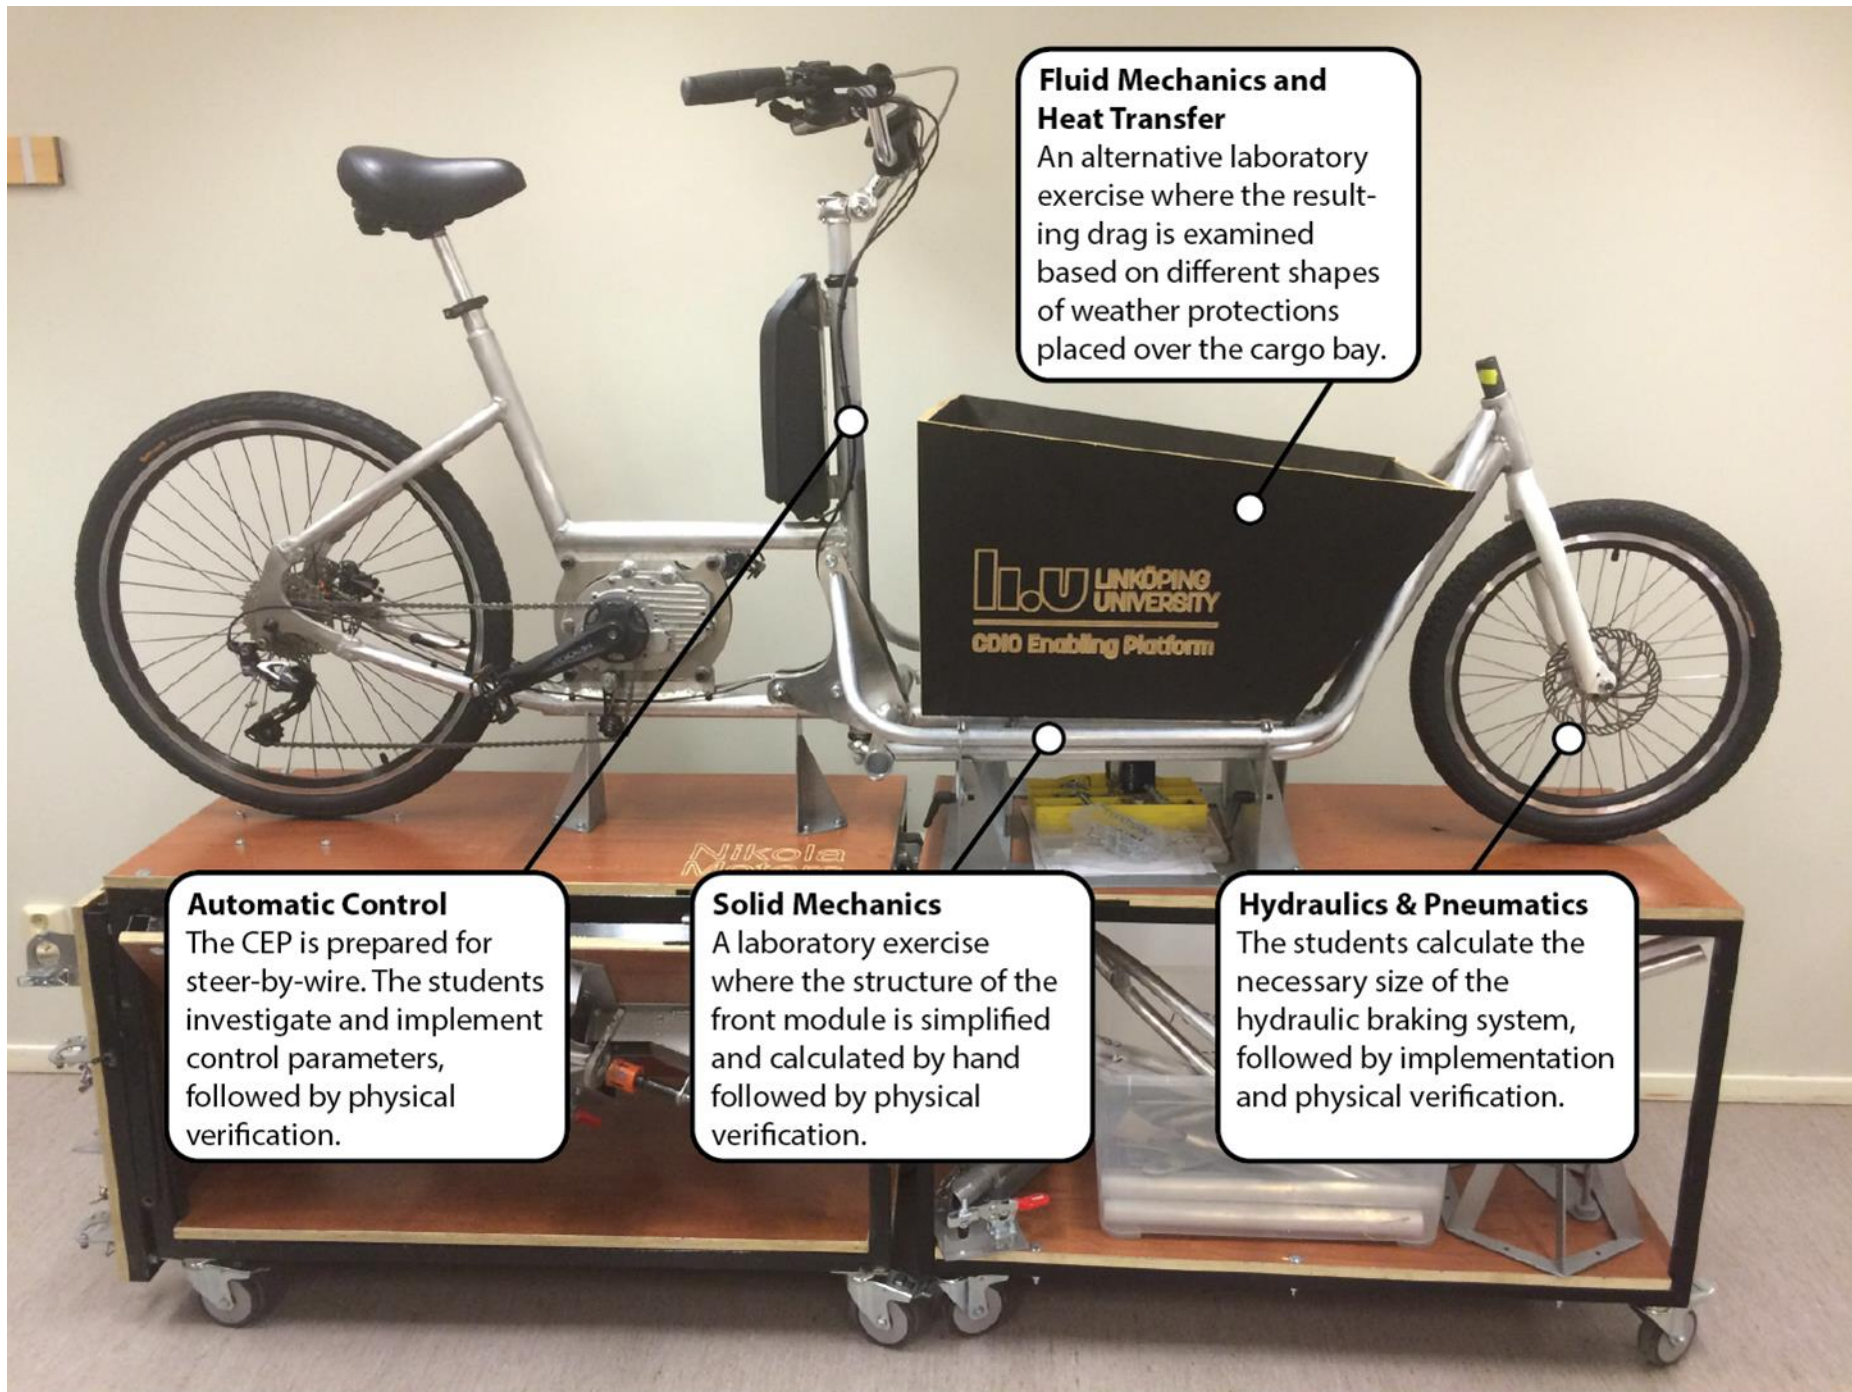 Fluid Mechanics and
Heat Transfer
An alternative laboratory
exercise where the result-
ing drag is examined
based on different shapes
of weather protections
placed over the cargo bay.
li.u LINKÖPING
UNIVERSITY
CDIO Enabling Platform
Nikola
Motors
Automatic Control
The CEP is prepared for
steer-by-wire. The students
investigate and implement
control parameters,
followed by physical
verification.
Solid Mechanics
A laboratory exercise
where the structure of the
front module is simplified
and calculated by hand
followed by physical
verification.
Hydraulics & Pneumatics
The students calculate the
necessary size of the
hydraulic braking system,
followed by implementation
and physical verification.